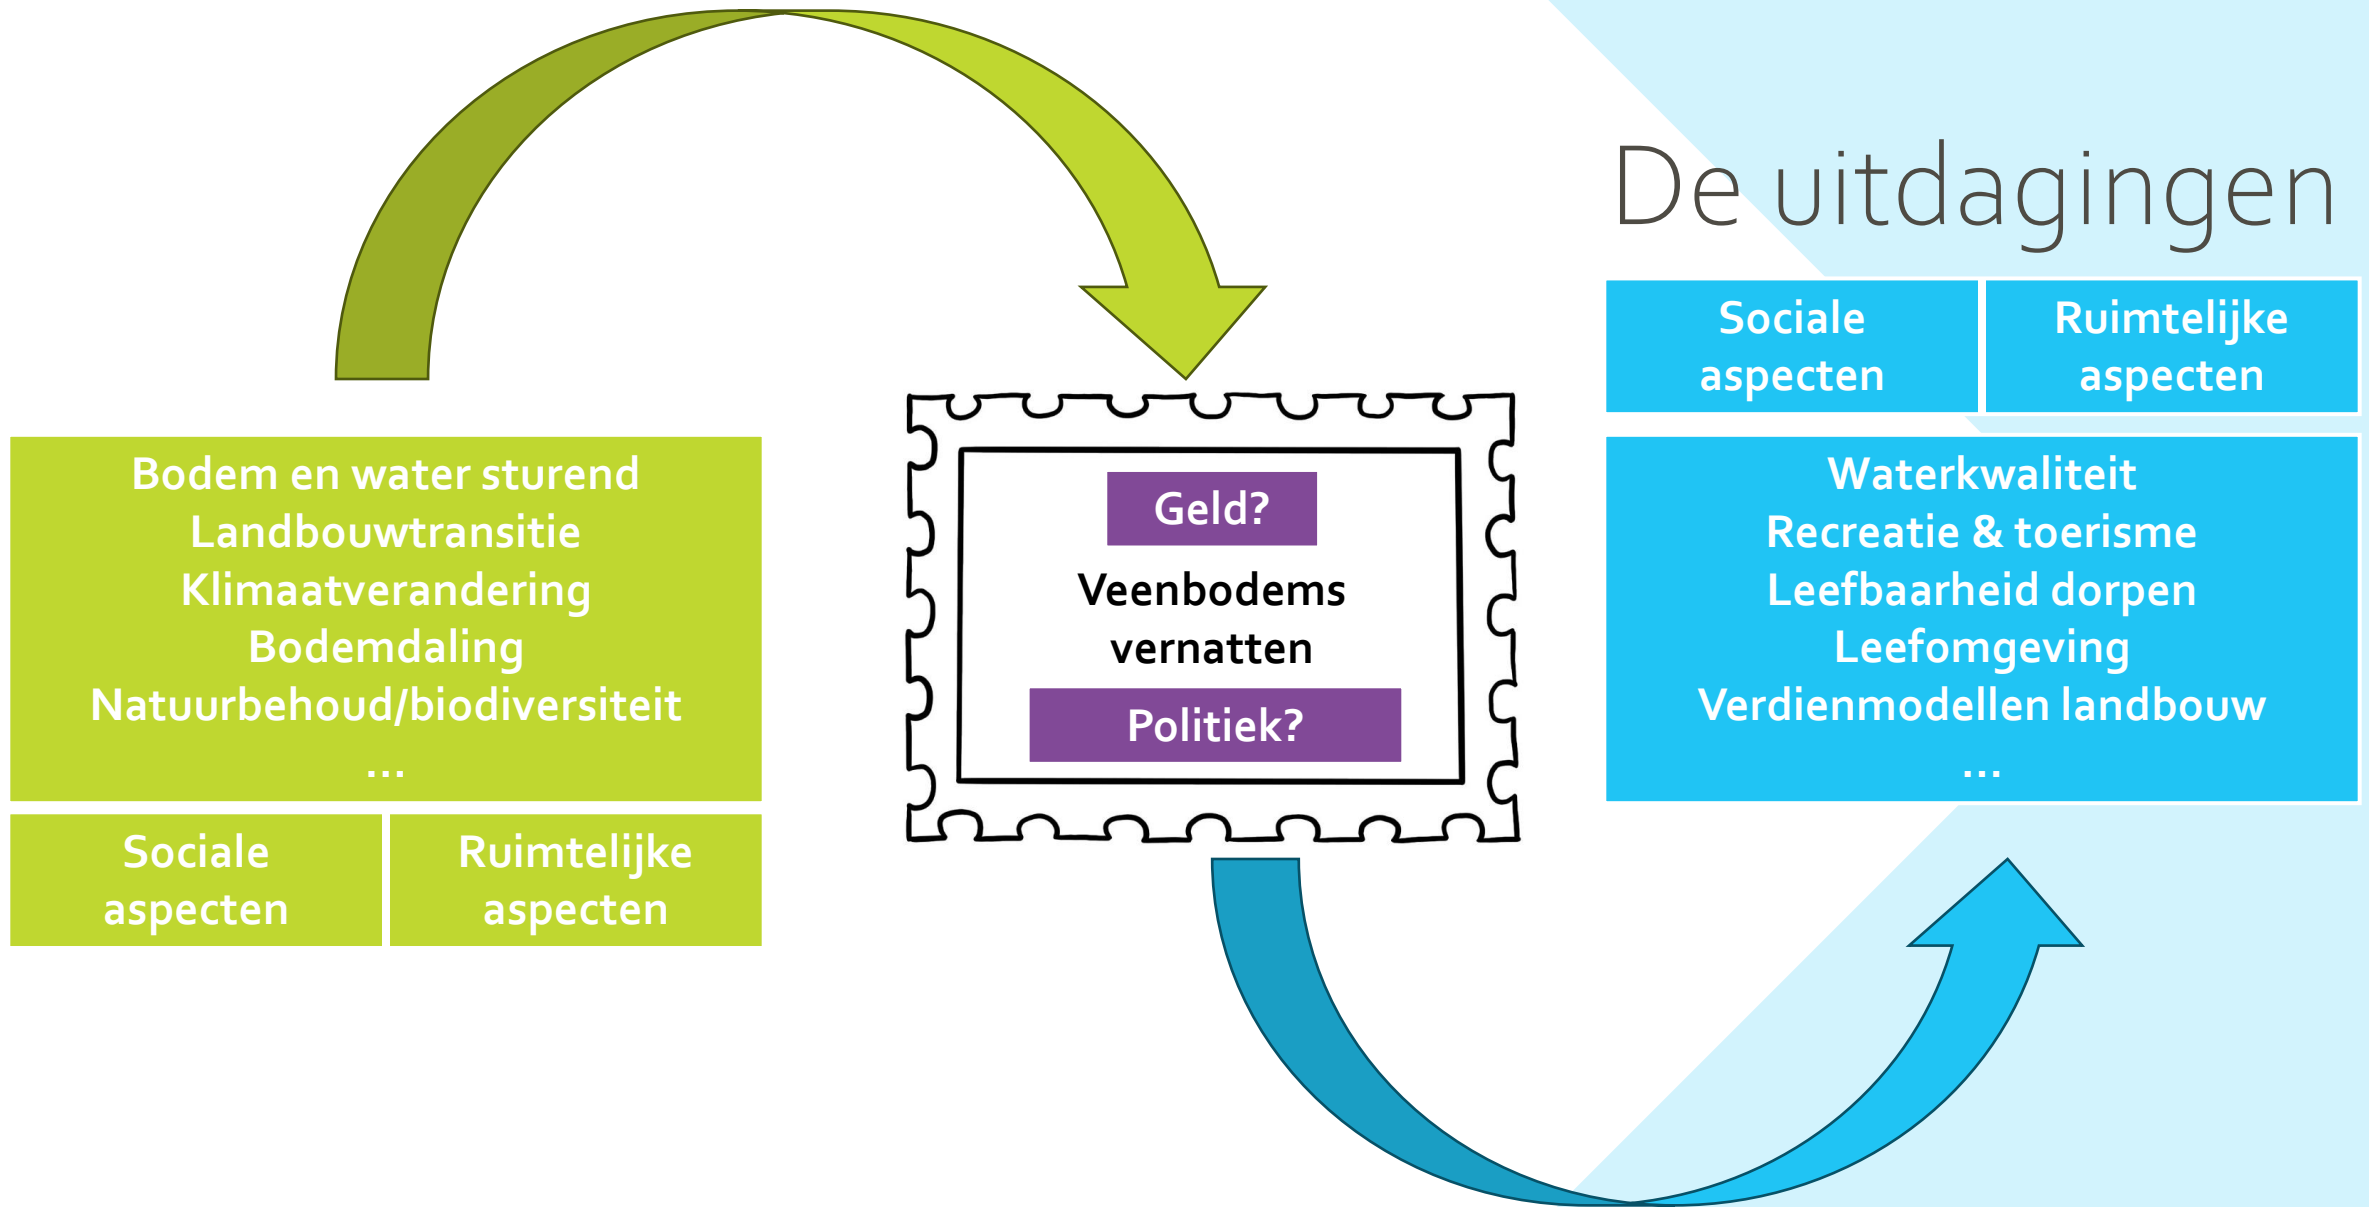 De uitdagingen
Bodem en water sturend
Landbouwtransitie
Klimaatverandering
Bodemdaling
Natuurbehoud/biodiversiteit
...
Sociale
aspecten
Ruimtelijke
aspecten
Geld?
Veenbodems
vernatten
Politiek?
Sociale
aspecten
Ruimtelijke
aspecten
Waterkwaliteit
Recreatie & toerisme
Leefbaarheid dorpen
Leefomgeving
Verdienmodellen landbouw
...